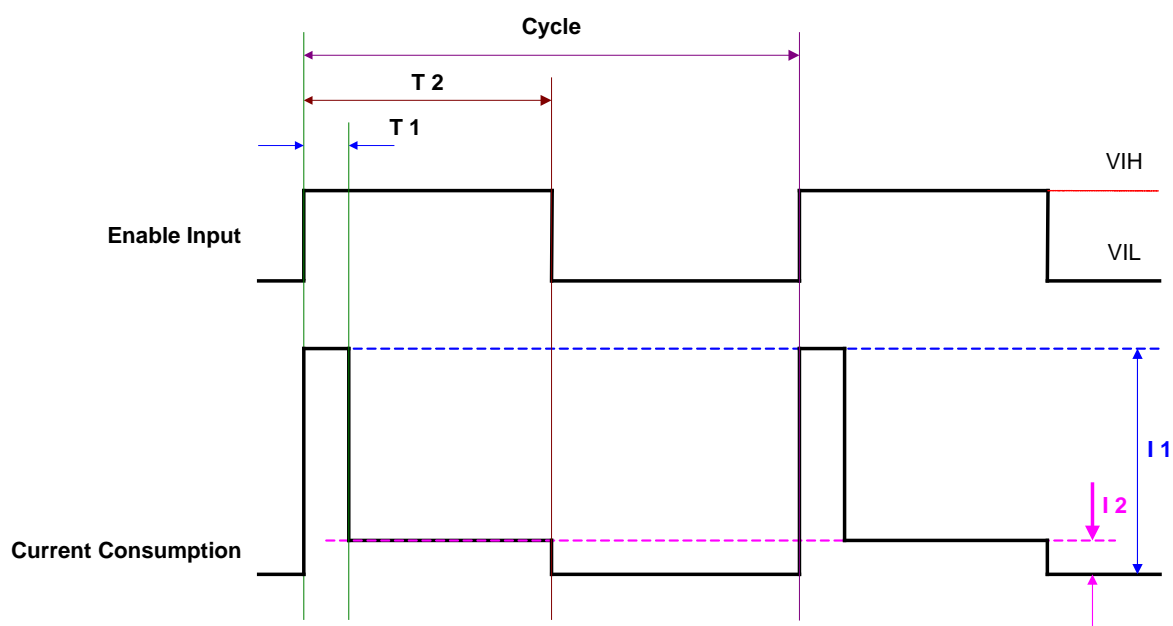 Cycle
T 2
T 1
VIH
Enable Input
VIL
I 1
I 2
Current Consumption